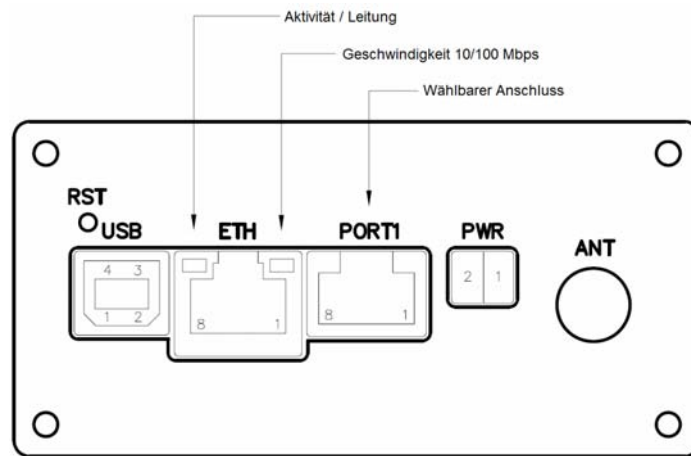 Aktivität / Leitung
Geschwindigkeit 10/100 Mbps
Wählbarer Anschluss
RST
USB ETH PORT1 PWR
ANT
4 3
2 1
1 2
8 1
8 1